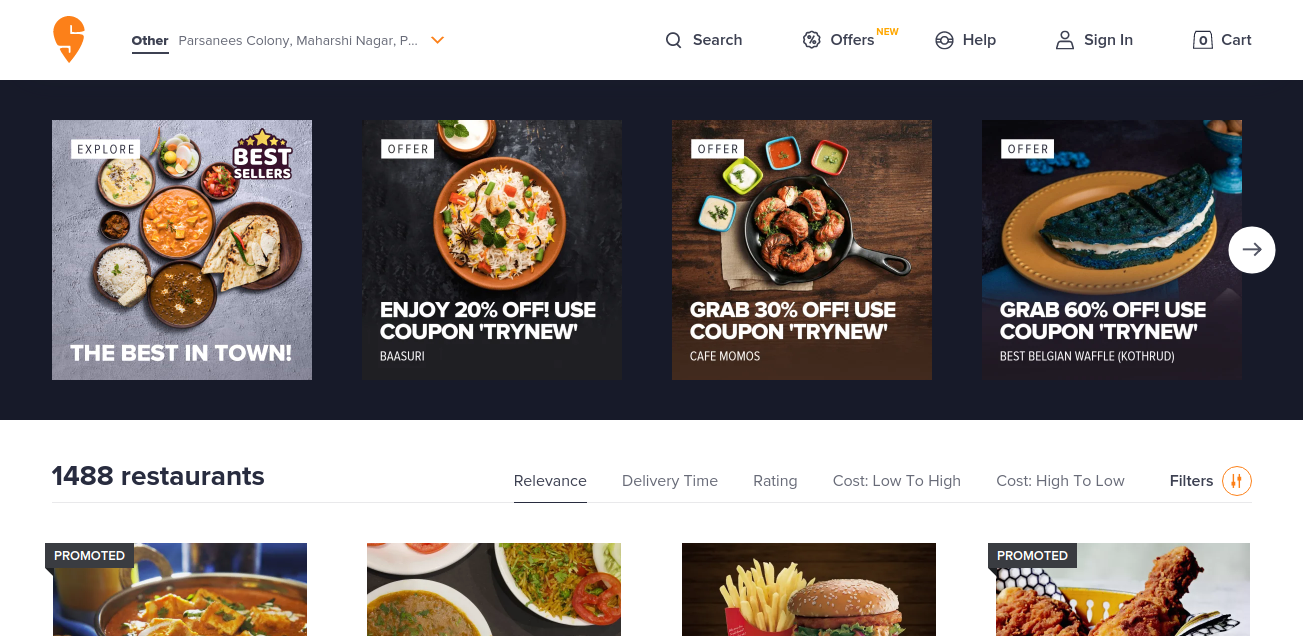 Other Parsanees Colony, Maharshi Nagar, P...
Search
Offers NEW
Help
Sign In
0 Cart
EXPLORE
BEST
SELLERS
THE BEST IN TOWN!
OFFER
ENJOY 20% OFF! USE
COUPON 'TRYNEW'
BAASURI
OFFER
GRAB 30% OFF! USE
COUPON 'TRYNEW'
CAFE MOMOS
OFFER
GRAB 60% OFF! USE
COUPON 'TRYNEW'
BEST BELGIAN WAFFLE (KOTHRUD)
1488 restaurants
Relevance
Delivery Time
Rating
Cost: Low To High
Cost: High To Low
Filters
PROMOTED
PROMOTED